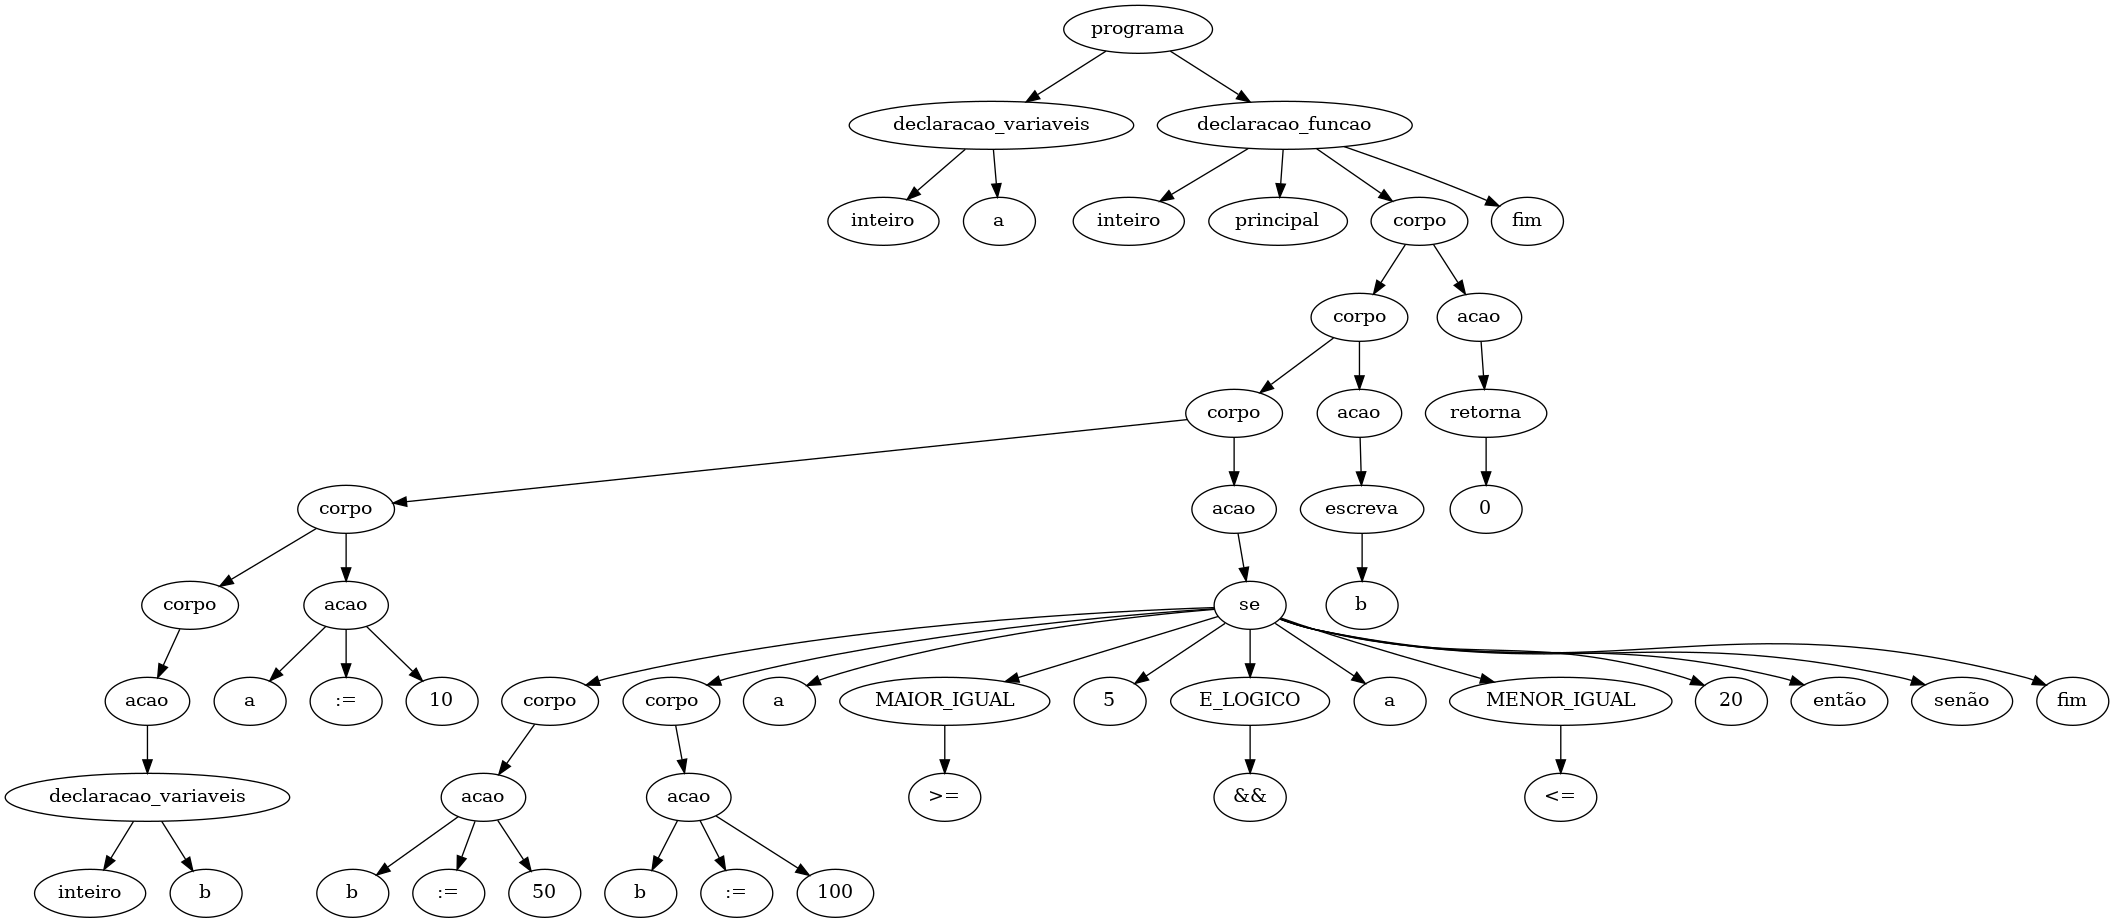 programa
declaracao_variaveis
declaracao_funcao
inteiro
a
inteiro
principal
corpo
fim
corpo
acao
corpo
acao
retorna
corpo
acao
escreva
0
corpo
acao
se
b
acao
a
:=
10
corpo
corpo
a
MAIOR_IGUAL
5
E_LOGICO
a
MENOR_IGUAL
20
então
senão
fim
declaracao_variaveis
acao
acao
>=
&&
<=
inteiro
b
b
:=
50
b
:=
100